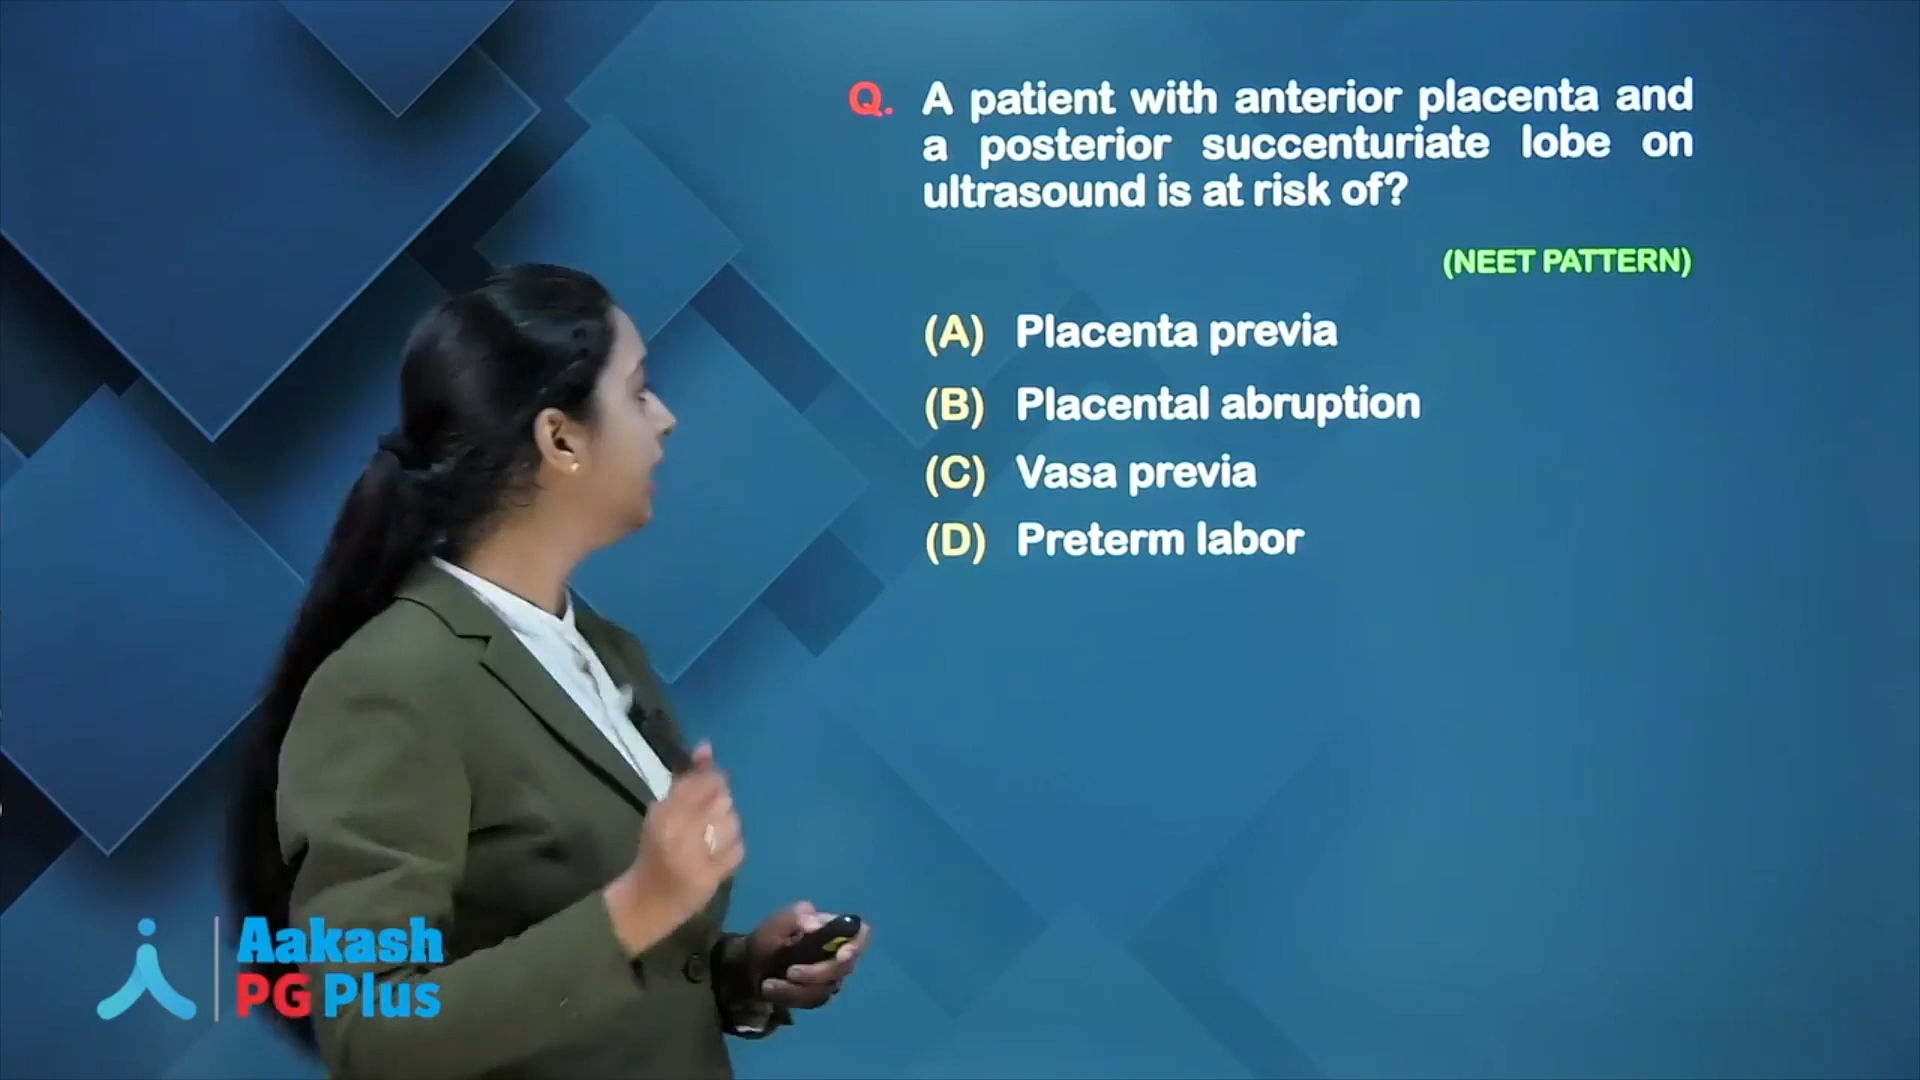 Q. A patient with anterior placenta and
a posterior succenturiate lobe on
ultrasound is at risk of?
(NEET PATTERN)
(A) Placenta previa
(B) Placental abruption
(C) Vasa previa
(D) Preterm labor
Aakash
PG Plus